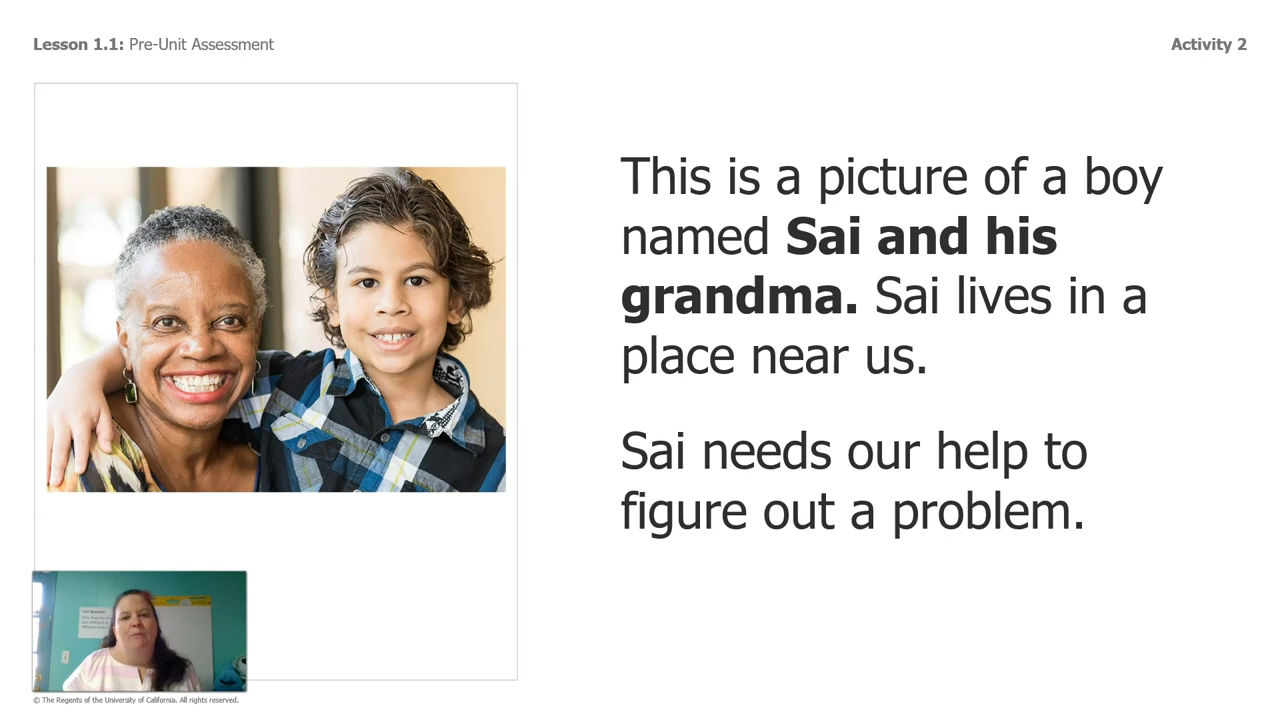 Lesson 1.1: Pre-Unit Assessment
Activity 2
This is a picture of a boy
named Sai and his
grandma. Sai lives in a
place near us.
Sai needs our help to
figure out a problem.
© The Regents of the University of California. All rights reserved.